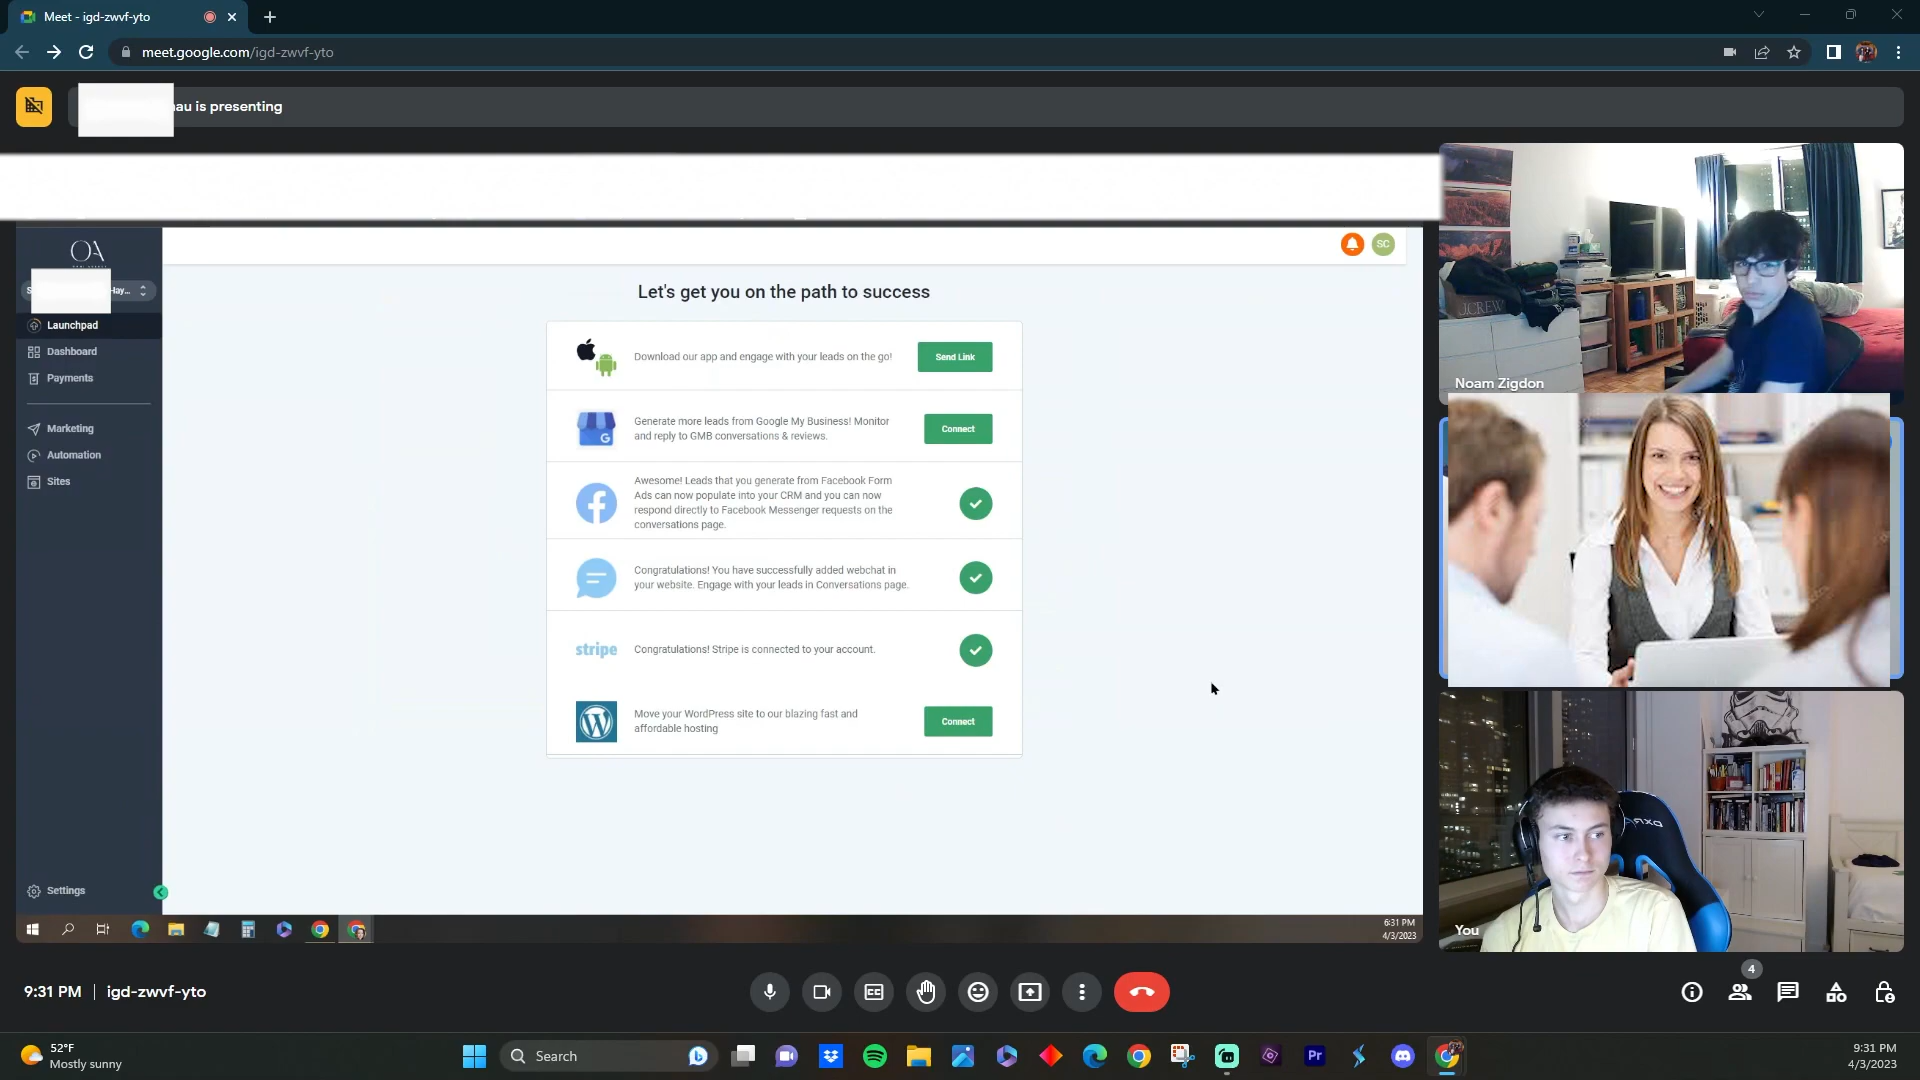 Meet - igd-zwvf-yto
meet.google.com/igd-zwvf-yto
is presenting
OA
SC
Launchpad
Dashboard
Payments
Marketing
Automation
Sites
Settings
Let's get you on the path to success
Download our app and engage with your leads on the go!
Send Link
Generate more leads from Google My Business! Monitor
and reply to GMB conversations & reviews.
Connect
Awesome! Leads that you generate from Facebook Form
Ads can now populate into your CRM and you can now
respond directly to Facebook Messenger requests on the
conversations page.
Congratulations! You have successfully added webchat in
your website. Engage with your leads in Conversations page.
stripe
Congratulations! Stripe is connected to your account.
Move your WordPress site to our blazing fast and
affordable hosting
Connect
6:31 PM
4/3/2023
J.CREW
Noam Zigdon
DXRA
You
9:31 PM | igd-zwvf-yto
4
52°F
Mostly sunny
Search
Pr
9:31 PM
4/3/2023